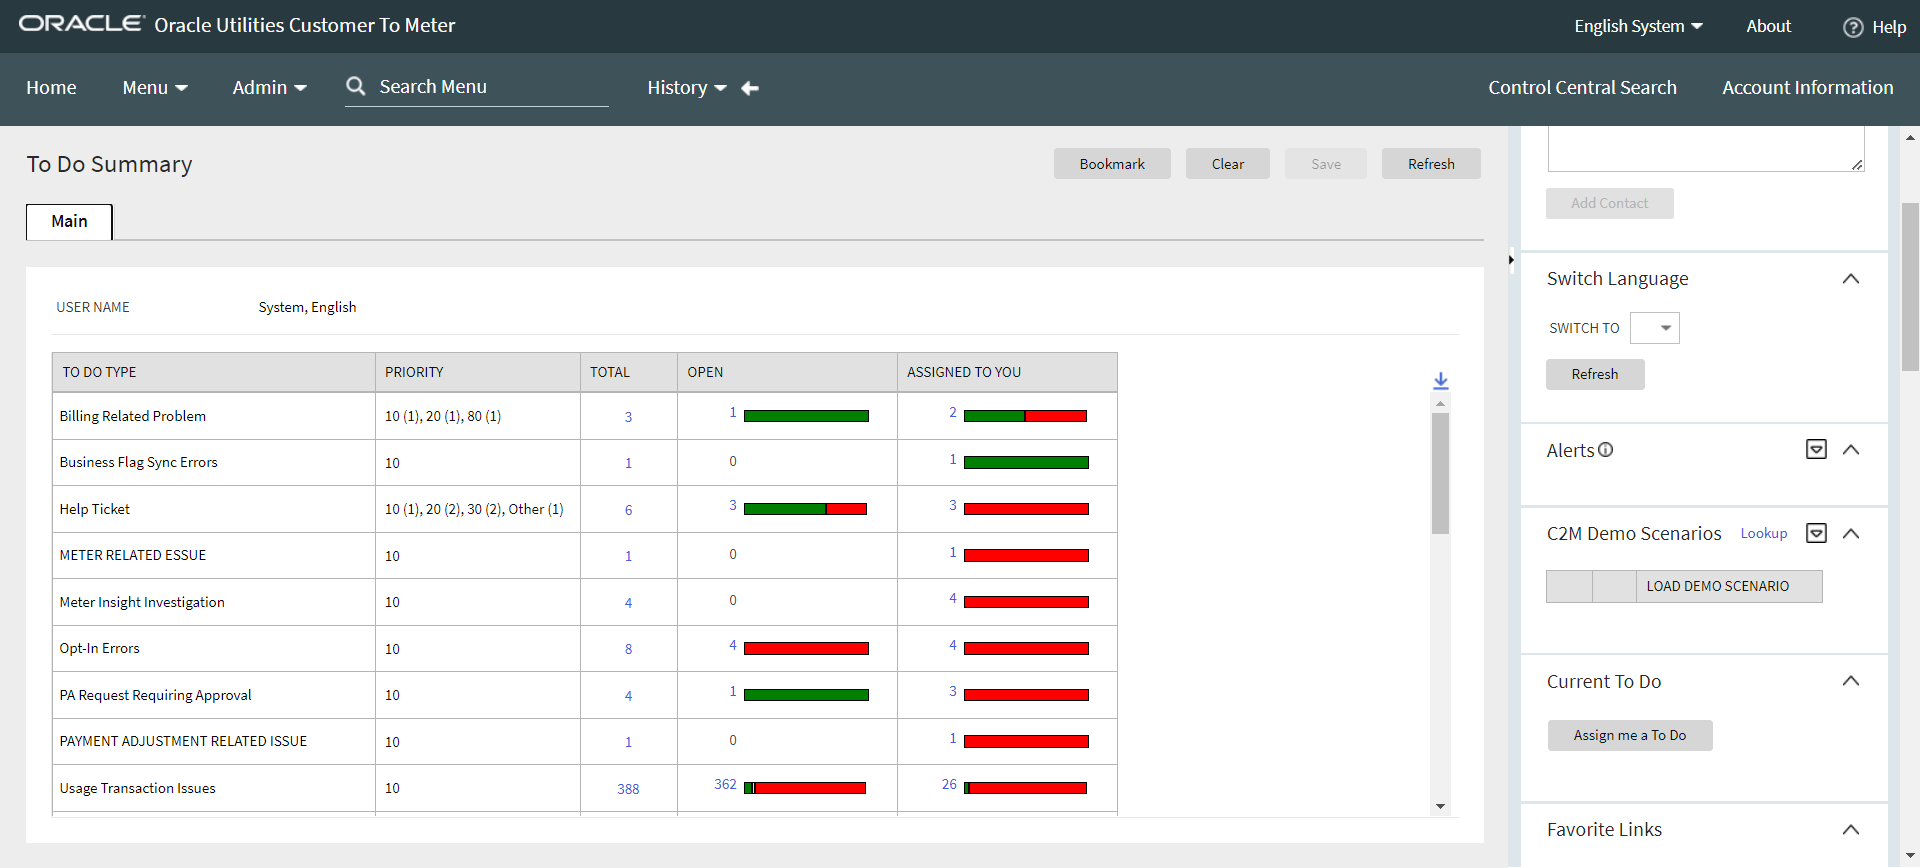 ORACLE Oracle Utilities Customer To Meter
English System About Help
Home Menu Admin Search Menu History Control Central Search Account Information
To Do Summary
Bookmark Clear Save Refresh
Main
USER NAME System, English
TO DO TYPE PRIORITY TOTAL OPEN ASSIGNED TO YOU
Billing Related Problem 10 (1), 20 (1), 80 (1) 3 1 2
Business Flag Sync Errors 10 1 0 1
Help Ticket 10 (1), 20 (2), 30 (2), Other (1) 6 3 3
METER RELATED ESSUE 10 1 0 1
Meter Insight Investigation 10 4 0 4
Opt-In Errors 10 8 4 4
PA Request Requiring Approval 10 4 1 3
PAYMENT ADJUSTMENT RELATED ISSUE 10 1 0 1
Usage Transaction Issues 10 388 362 26
Add Contact
Switch Language
SWITCH TO
Refresh
Alerts
C2M Demo Scenarios Lookup
LOAD DEMO SCENARIO
Current To Do
Assign me a To Do
Favorite Links